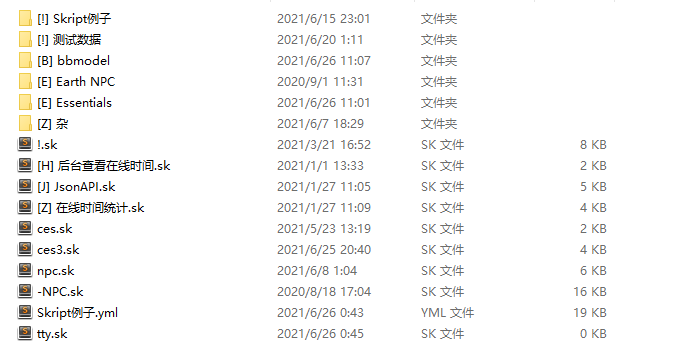 [!] Skript例子 2021/6/15 23:01 文件夹
[!] 测试数据 2021/6/20 1:11 文件夹
[B] bbmodel 2021/6/26 11:07 文件夹
[E] Earth NPC 2020/9/1 11:31 文件夹
[E] Essentials 2021/6/26 11:01 文件夹
[Z] 杂 2021/6/7 18:29 文件夹
!.sk 2021/3/21 16:52 SK 文件 8 KB
[H] 后台查看在线时间.sk 2021/1/1 13:33 SK 文件 2 KB
[J] JsonAPI.sk 2021/1/27 11:05 SK 文件 5 KB
[Z] 在线时间统计.sk 2021/1/27 11:09 SK 文件 4 KB
ces.sk 2021/5/23 13:19 SK 文件 2 KB
ces3.sk 2021/6/25 20:40 SK 文件 4 KB
npc.sk 2021/6/8 1:04 SK 文件 6 KB
-NPC.sk 2020/8/18 17:04 SK 文件 16 KB
Skript例子.yml 2021/6/26 0:43 YML 文件 19 KB
tty.sk 2021/6/26 0:45 SK 文件 0 KB